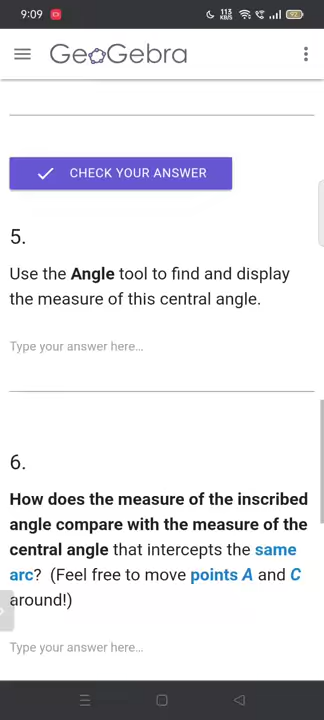 9:09 113 KB/S 92
GeoGebra
CHECK YOUR ANSWER
5.
Use the Angle tool to find and display
the measure of this central angle.
Type your answer here...
6.
How does the measure of the inscribed
angle compare with the measure of the
central angle that intercepts the same
arc? (Feel free to move points A and C
around!)
Type your answer here...